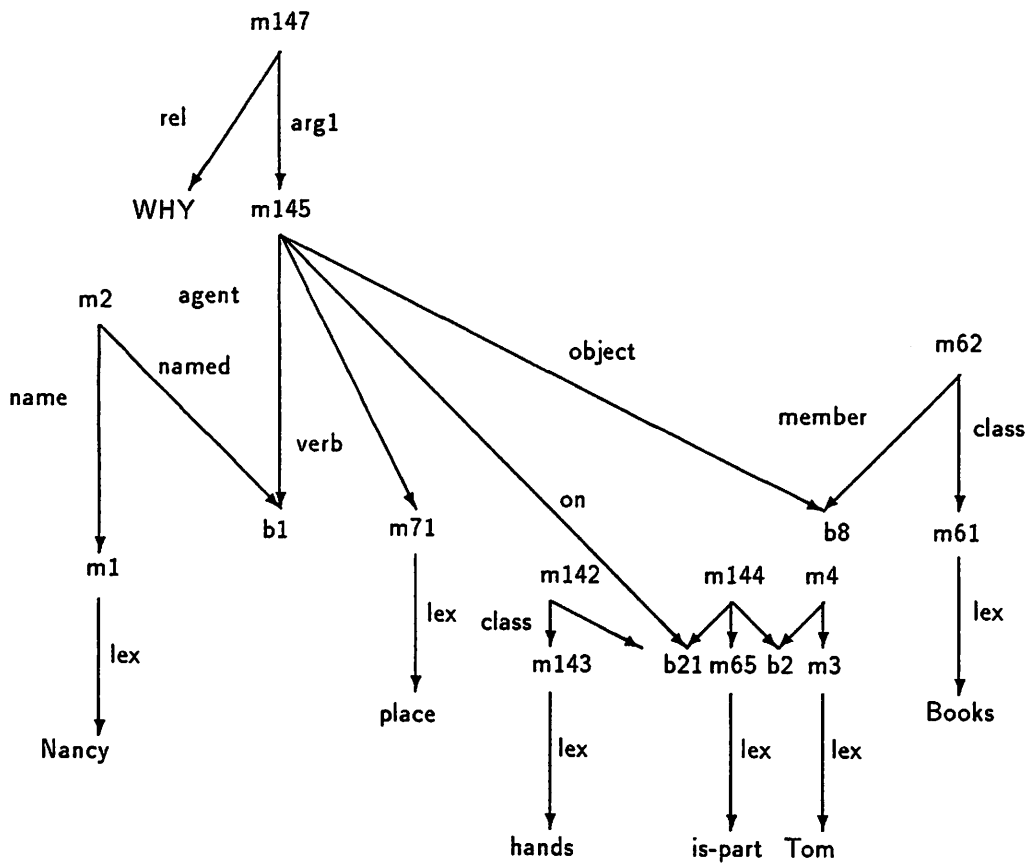 m147
rel
arg1
WHY
m145
m2
agent
named
object
m62
name
member
class
verb
on
b1
m71
b8
m61
m1
m142
m144
m4
class
lex
lex
lex
m143
b21
m65
b2
m3
Nancy
place
Books
lex
lex
lex
hands
is-part
Tom